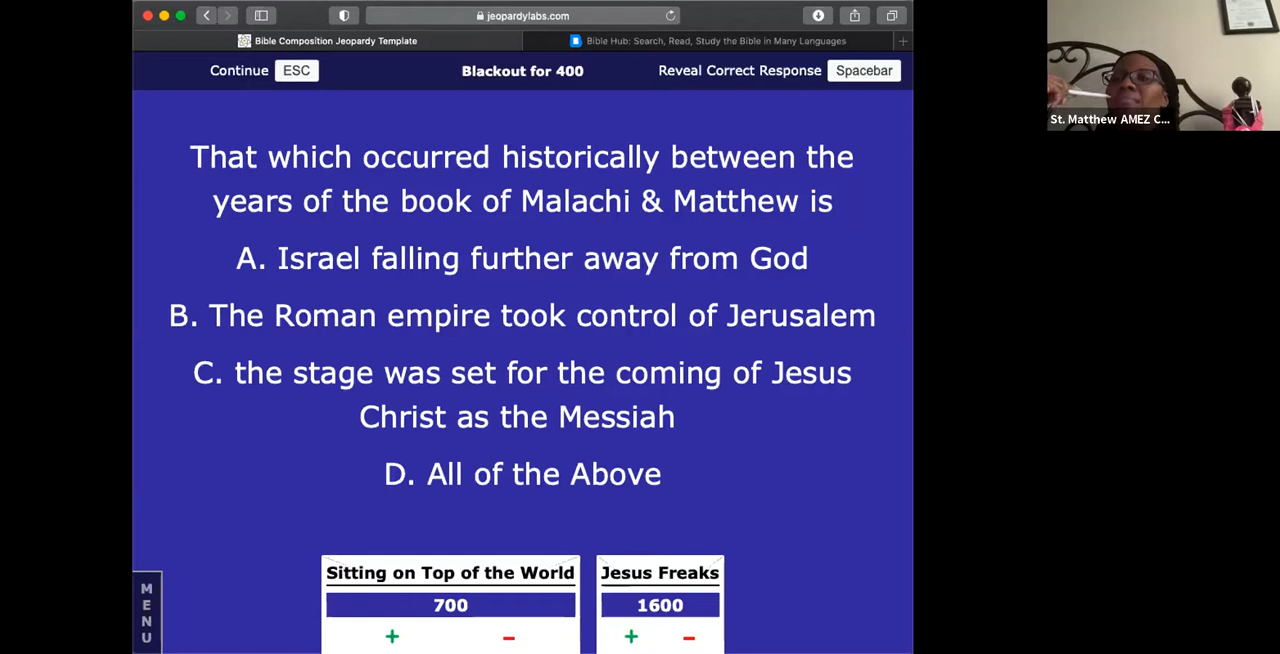 jeopardylabs.com
Bible Composition Jeopardy Template
Bible Hub: Search, Read, Study the Bible in Many Languages
Continue ESC
Blackout for 400
Reveal Correct Response Spacebar
That which occurred historically between the
years of the book of Malachi & Matthew is
A. Israel falling further away from God
B. The Roman empire took control of Jerusalem
C. the stage was set for the coming of Jesus
Christ as the Messiah
D. All of the Above
MENU
Sitting on Top of the World
700
+ −
Jesus Freaks
1600
+ −
St. Matthew AMEZ C...